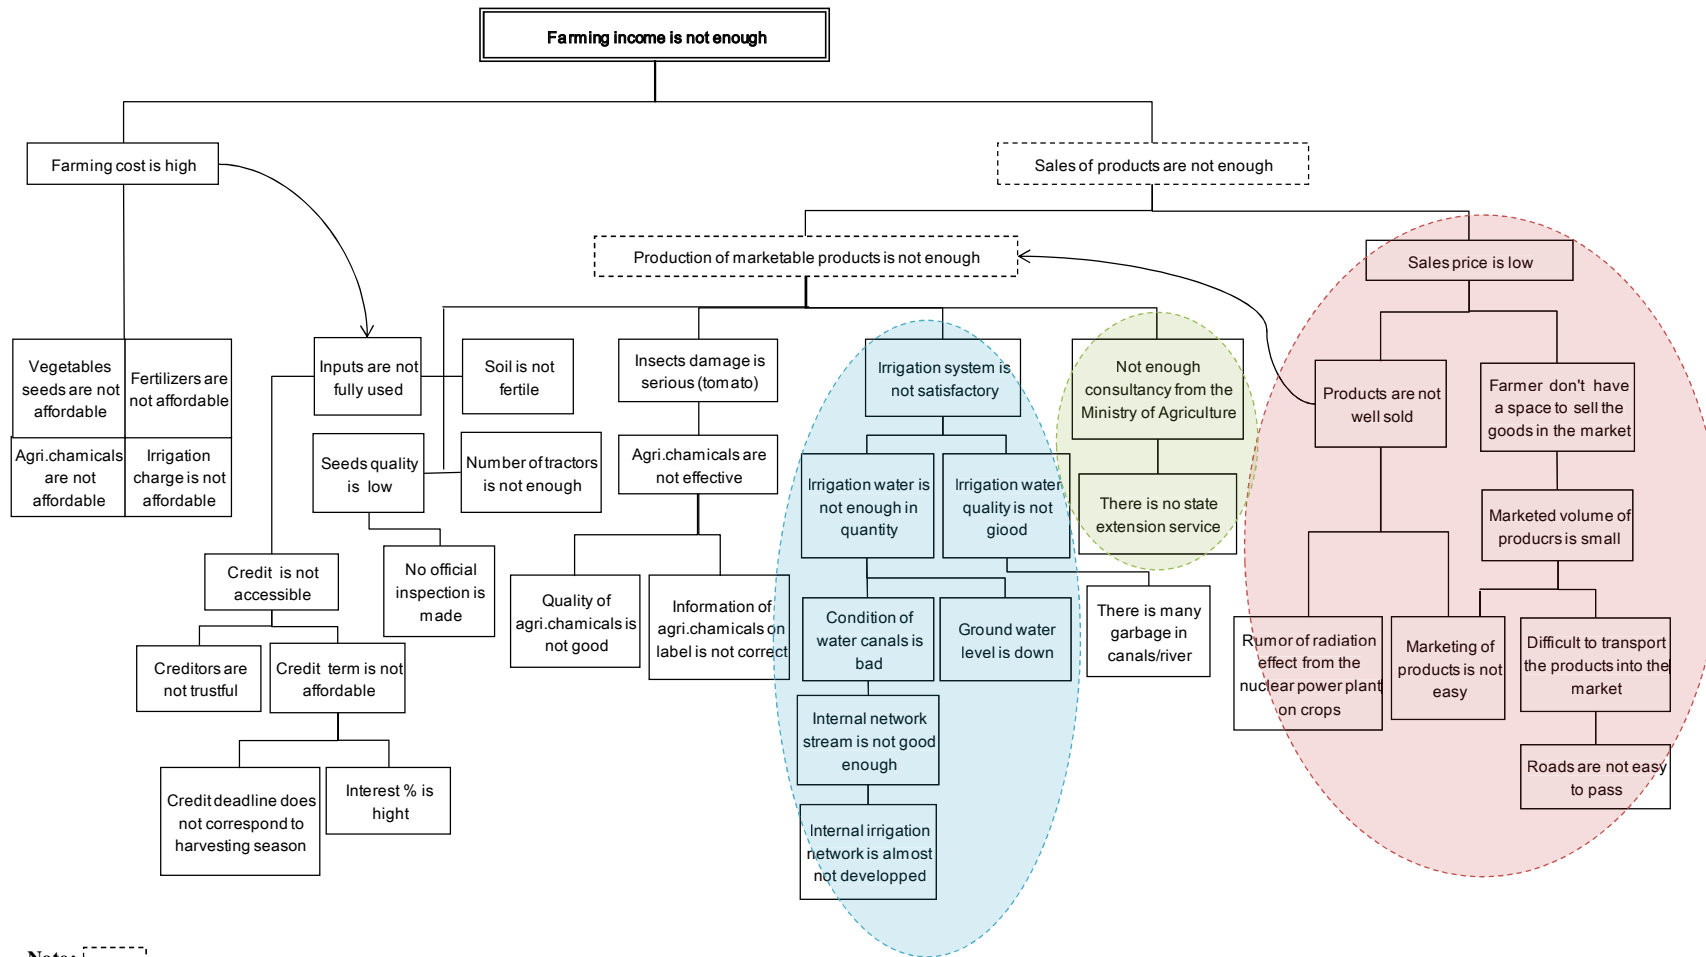 Farming income is not enough
Farming cost is high
Sales of products are not enough
Production of marketable products is not enough
Sales price is low
Vegetables
seeds are not
affordable
Fertilizers are
not affordable
Agri.chamicals
are not
affordable
Irrigation
charge is not
affordable
Inputs are not
fully used
Soil is not
fertile
Seeds quality
is low
Number of tractors
is not enough
No official
inspection is
made
Credit is not
accessible
Creditors are
not trustful
Credit term is not
affordable
Credit deadline does
not correspond to
harvesting season
Interest % is
hight
Insects damage is
serious (tomato)
Agri.chamicals are
not effective
Quality of
agri.chamicals is
not good
Information of
agri.chamicals on
label is not correct
Irrigation system is
not satisfactory
Irrigation water is
not enough in
quantity
Irrigation water
quality is not
giood
Condition of
water canals is
bad
Ground water
level is down
There is many
garbage in
canals/river
Internal network
stream is not good
enough
Internal irrigation
network is almost
not developped
Not enough
consultancy from the
Ministry of Agriculture
There is no state
extension service
Products are not
well sold
Farmer don't have
a space to sell the
goods in the market
Marketed volume of
producrs is small
Rumor of radiation
effect from the
nuclear power plant
on crops
Marketing of
products is not
easy
Difficult to transport
the products into the
market
Roads are not easy
to pass
Note: